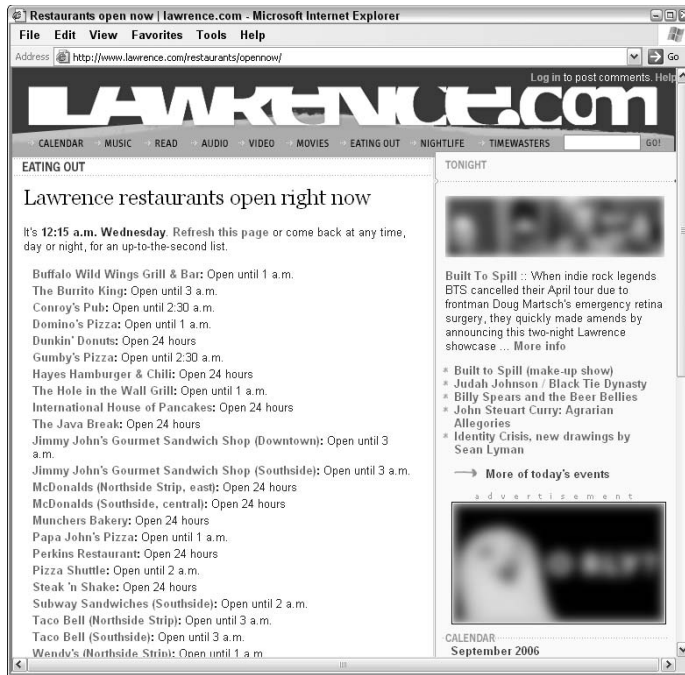 Restaurants open now | lawrence.com - Microsoft Internet Explorer
File Edit View Favorites Tools Help
Address http://www.lawrence.com/restaurants/opennow/ Go
Log in to post comments. Help
LAWRENCE.com
CALENDAR MUSIC READ AUDIO VIDEO MOVIES EATING OUT NIGHTLIFE TIMEWASTERS GO!
EATING OUT
Lawrence restaurants open right now
It's 12:15 a.m. Wednesday. Refresh this page or come back at any time,
day or night, for an up-to-the-second list.
Buffalo Wild Wings Grill & Bar: Open until 1 a.m.
The Burrito King: Open until 3 a.m.
Conroy's Pub: Open until 2:30 a.m.
Domino's Pizza: Open until 1 a.m.
Dunkin' Donuts: Open 24 hours
Gumby's Pizza: Open until 2:30 a.m.
Hayes Hamburger & Chili: Open 24 hours
The Hole in the Wall Grill: Open until 1 a.m.
International House of Pancakes: Open 24 hours
The Java Break: Open 24 hours
Jimmy John's Gourmet Sandwich Shop (Downtown): Open until 3
a.m.
Jimmy John's Gourmet Sandwich Shop (Southside): Open until 3 a.m.
McDonalds (Northside Strip, east): Open 24 hours
McDonalds (Southside, central): Open 24 hours
Munchers Bakery: Open 24 hours
Papa John's Pizza: Open until 1 a.m.
Perkins Restaurant: Open 24 hours
Pizza Shuttle: Open until 2 a.m.
Steak 'n Shake: Open 24 hours
Subway Sandwiches (Southside): Open until 2 a.m.
Taco Bell (Northside Strip): Open until 3 a.m.
Taco Bell (Southside): Open until 3 a.m.
Wendy's (Northside Strip): Open until 1 a.m.
TONIGHT
Built To Spill :: When indie rock legends
BTS cancelled their April tour due to
frontman Doug Martsch's emergency retina
surgery, they quickly made amends by
announcing this two-night Lawrence
showcase ... More info
Built to Spill (make-up show)
Judah Johnson / Black Tie Dynasty
Billy Spears and the Beer Bellies
John Steuart Curry: Agrarian
Allegories
Identity Crisis, new drawings by
Sean Lyman
More of today's events
advertisement
CALENDAR
September 2006